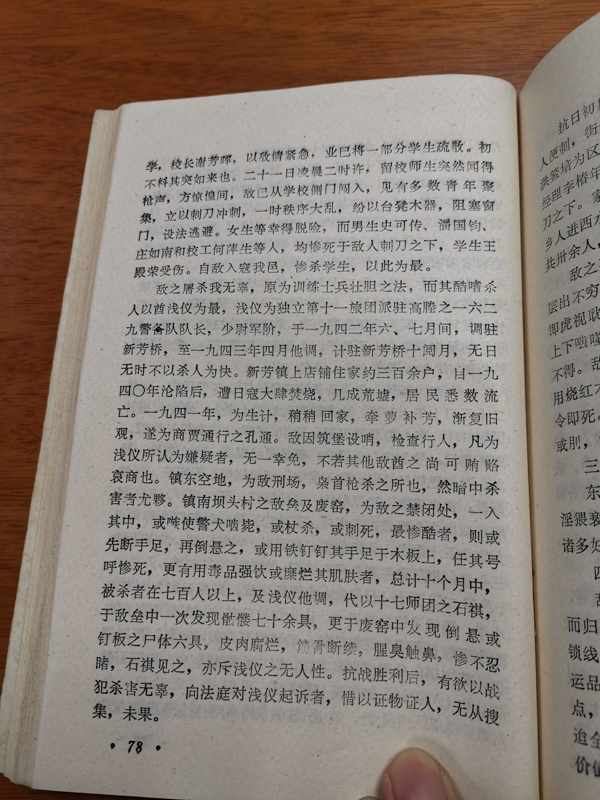 学，校长谢芳晖，以敌情紧急，业已将一部分学生疏散。初
不料其突如来也。二十一日凌晨二时许，留校师生突然闻得
枪声，方惊惶间，敌已从学校侧门闯入，见有多数青年聚
集，立以刺刀冲刺，一时秩序大乱，纷以台凳木器，阻塞窗
门，设法逃避。女生等幸得脱险，而男生史可传、潘国钧、
庄如南和校工何萍生等人，均惨死于敌人刺刀之下，学生王
殿荣受伤。自敌入寇我邑，惨杀学生，以此为最。
敌之屠杀我无辜，原为训练士兵壮胆之法，而其酷嗜杀
人以酋浅仪为最，浅仪为独立第十一旅团派驻高塍之一六二
九警备队队长，少尉军阶，于一九四二年六、七月间，调驻
新芳桥，至一九四三年四月他调，计驻新芳桥十阅月，无日
无时不以杀人为快。新芳镇上店铺住家约三百余户，自一九
四〇年沦陷后，遭日寇大肆焚烧，几成荒墟，居民悉数流
亡。一九四一年，为生计，稍稍回家，牵萝补芳，渐复旧
观，遂为商贾通行之孔通。敌因筑堡设哨，检查行人，凡为
浅仪所认为嫌疑者，无一幸免，不若其他敌酋之尚可贿赂
哀商也。镇东空地，为敌刑场，枭首枪杀之所也，然暗中杀
害者尤夥。镇南坝头村之敌垒及废窑，为敌之禁闭处，一入
其中，或嗾使警犬啮毙，或杖杀，或刺死，最惨酷者，则或
先断手足，再倒悬之，或用铁钉钉其手足于木板上，任其号
呼惨死，更有用毒品强饮或糜烂其肌肤者，总计十个月中，
被杀者在七百人以上，及浅仪他调，代以十七师团之石祺，
于敌垒中一次发现骷髅七十余具，更于废窑中发现倒悬或
钉板之尸体六具，皮肉腐烂，筋骨断续，腥臭触鼻，惨不忍
睹，石祺见之，亦斥浅仪之无人性。抗战胜利后，有欲以战
犯杀害无辜，向法庭对浅仪起诉者，惜以证物证人，无从搜
集，未果。
• 78 •
抗日初期
人便刺，街
洪盘培为区
经理李椿年
刀之下。家
乡人进西水
共卅余人，
敌之
层出不穷
即虎视耽
上下啮噬
不得。敌
用烧红
令即死。
或刖，
三
东
淫猥亵
诸多奸
四
敌
而归
锁线
运品
点，
迫全
价值